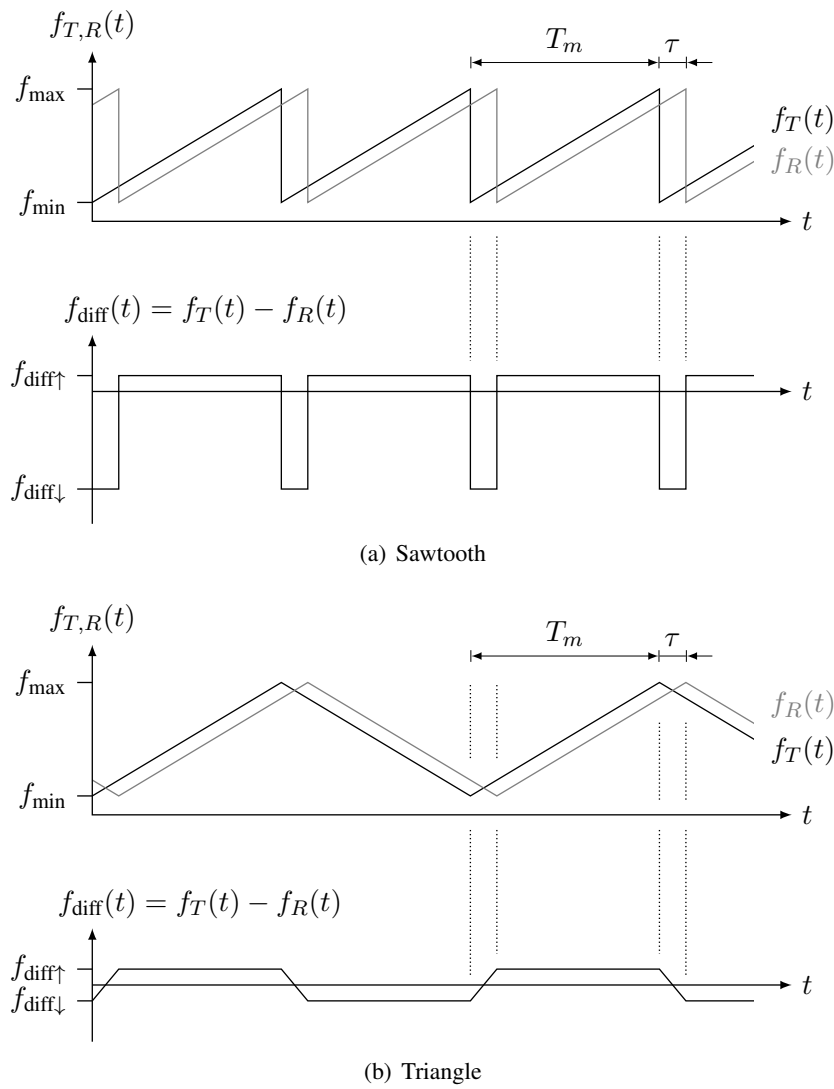 f_{T,R}(t)
T_m τ
f_max
f_T(t)
f_R(t)
f_min
t
f_diff(t) = f_T(t) − f_R(t)
f_diff↑
t
f_diff↓
(a) Sawtooth
f_{T,R}(t)
T_m τ
f_max
f_R(t)
f_T(t)
f_min
t
f_diff(t) = f_T(t) − f_R(t)
f_diff↑
t
f_diff↓
(b) Triangle